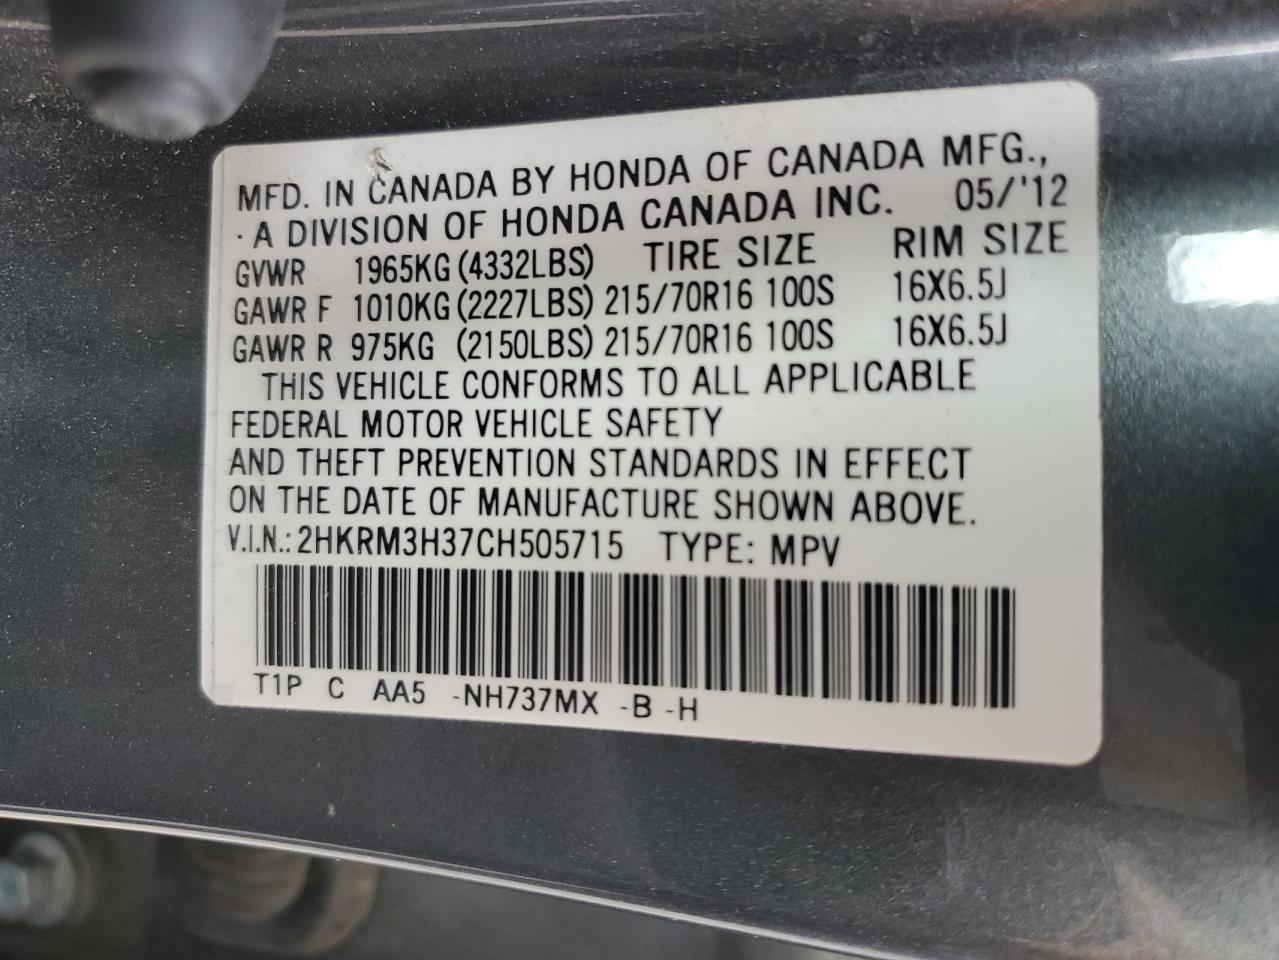 MFD. IN CANADA BY HONDA OF CANADA MFG.,
· A DIVISION OF HONDA CANADA INC. 05/'12
GVWR 1965KG (4332LBS) TIRE SIZE RIM SIZE
GAWR F 1010KG (2227LBS) 215/70R16 100S 16X6.5J
GAWR R 975KG (2150LBS) 215/70R16 100S 16X6.5J
THIS VEHICLE CONFORMS TO ALL APPLICABLE
FEDERAL MOTOR VEHICLE SAFETY
AND THEFT PREVENTION STANDARDS IN EFFECT
ON THE DATE OF MANUFACTURE SHOWN ABOVE.
V.I.N.: 2HKRM3H37CH505715 TYPE: MPV
T1P C AA5 -NH737MX -B -H